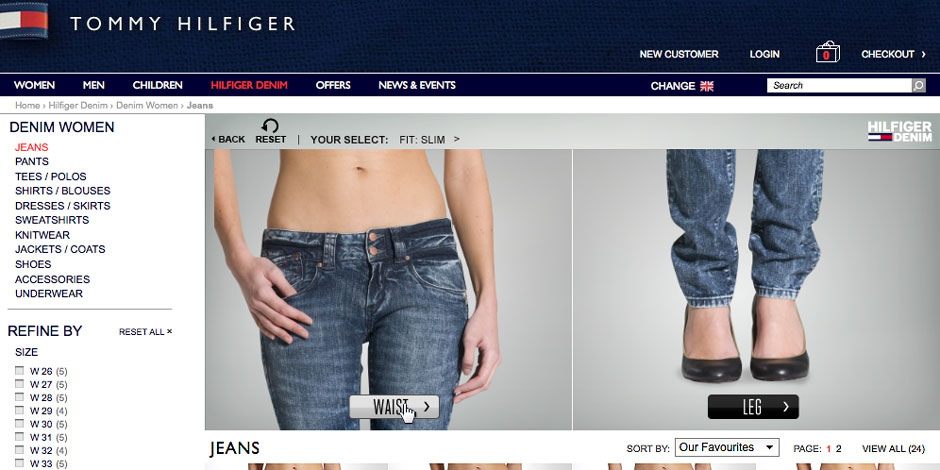 TOMMY HILFIGER
NEW CUSTOMER LOGIN 0 CHECKOUT >
WOMEN MEN CHILDREN HILFIGER DENIM OFFERS NEWS & EVENTS CHANGE Search
Home > Hilfiger Denim > Denim Women > Jeans
DENIM WOMEN
JEANS
PANTS
TEES / POLOS
SHIRTS / BLOUSES
DRESSES / SKIRTS
SWEATSHIRTS
KNITWEAR
JACKETS / COATS
SHOES
ACCESSORIES
UNDERWEAR
REFINE BY RESET ALL ×
SIZE
W 26 (5)
W 27 (5)
W 28 (5)
W 29 (4)
W 30 (5)
W 31 (5)
W 32 (4)
W 33 (5)
BACK RESET | YOUR SELECT: FIT: SLIM >
HILFIGER
DENIM
WAIST >
LEG >
JEANS SORT BY: Our Favourites PAGE: 1 2 VIEW ALL (24)